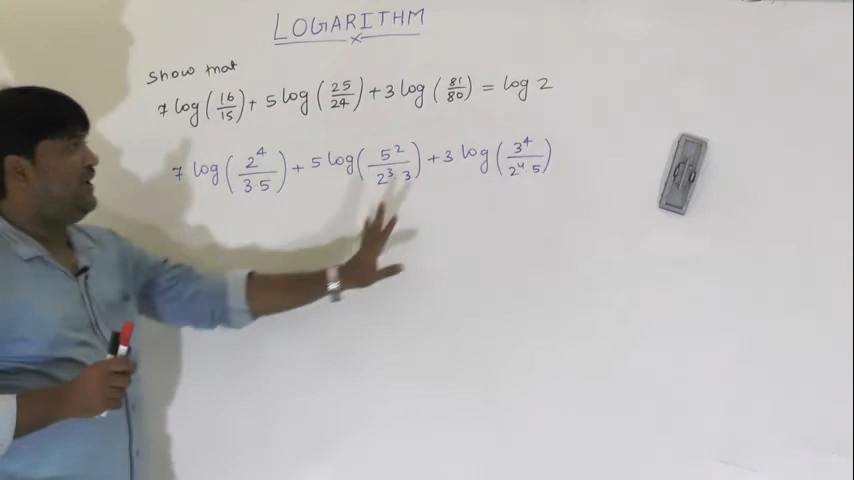 LOGARITHM
Show that
7 log(16/15) + 5 log(25/24) + 3 log(81/80) = log 2
7 log(2^4/3·5) + 5 log(5^2/2^3·3) + 3 log(3^4/2^4·5)